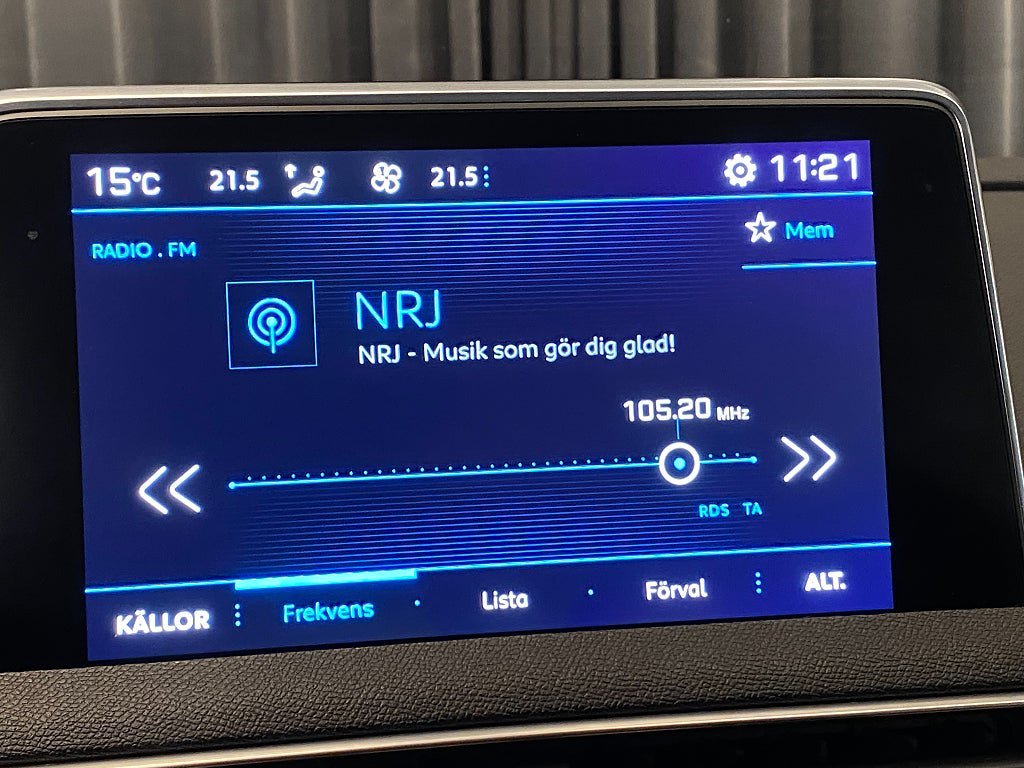 15°C 21.5 21.5 11:21
Mem
RADIO . FM
NRJ
NRJ - Musik som gör dig glad!
105.20 MHz
RDS TA
KÄLLOR Frekvens Lista Förval ALT.